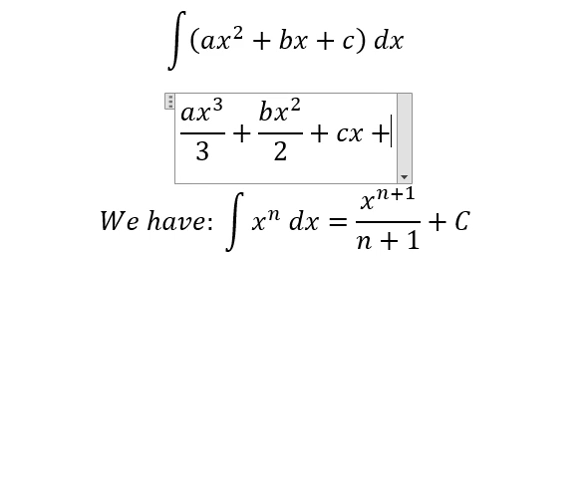 ∫(ax² + bx + c) dx
ax³/3 + bx²/2 + cx +
We have: ∫ xⁿ dx = xⁿ⁺¹/n + 1 + C